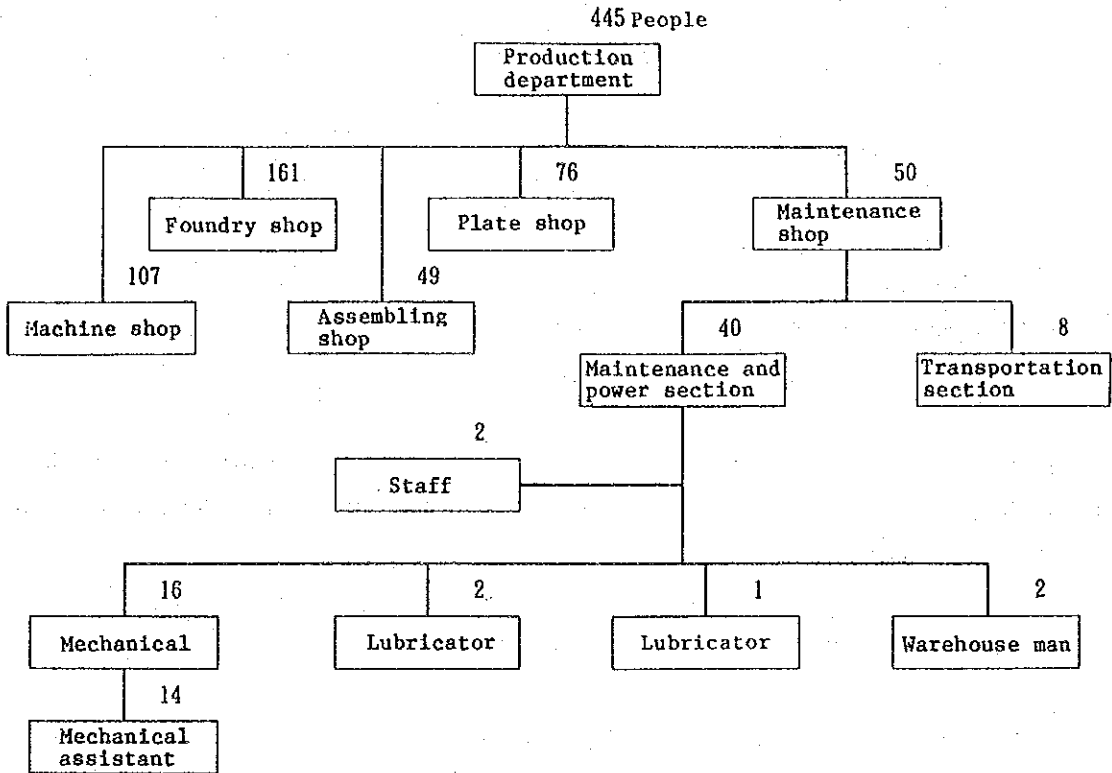 445 People
Production
department
161
Foundry shop
76
Plate shop
50
Maintenance
shop
107
Machine shop
49
Assembling
shop
40
Maintenance and
power section
8
Transportation
section
2
Staff
16
Mechanical
2
Lubricator
1
Lubricator
2
Warehouse man
14
Mechanical
assistant